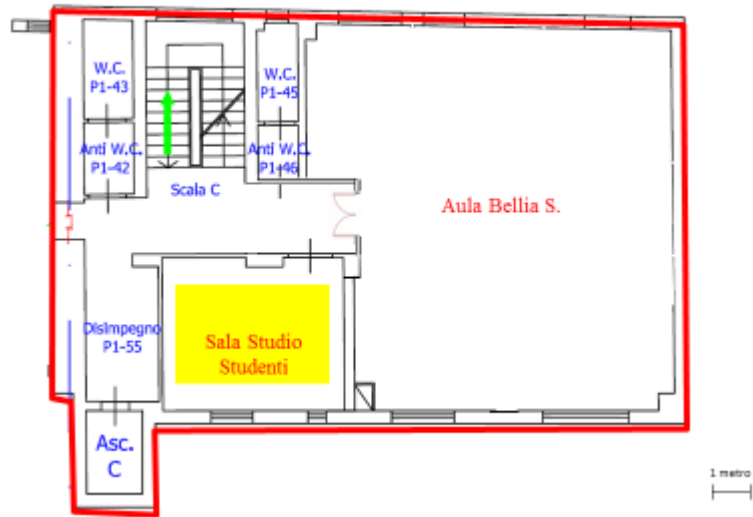 W.C.
P1-43
W.C.
P1-45
Anti W.C.
P1-42
Anti W.C.
P1-46
Scala C
Aula Bellia S.
Disimpegno
P1-55
Sala Studio
Studenti
Asc.
C
1 metro